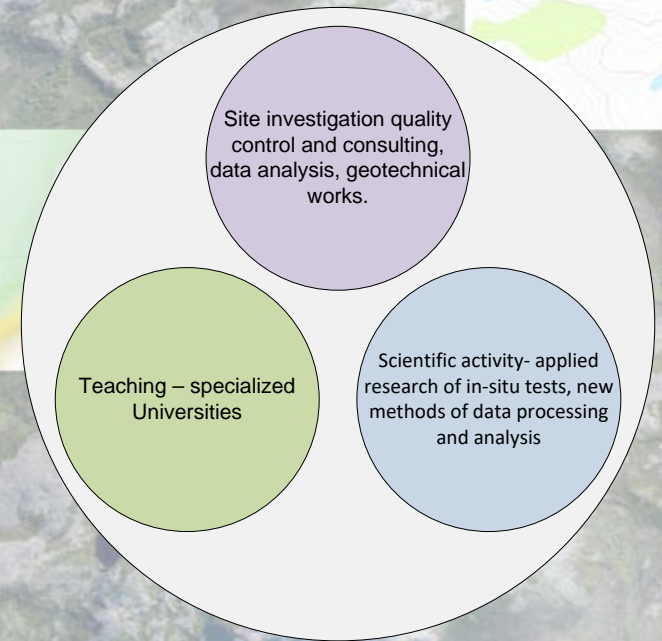 Site investigation quality
control and consulting,
data analysis, geotechnical
works.
Teaching – specialized
Universities
Scientific activity- applied
research of in-situ tests, new
methods of data processing
and analysis